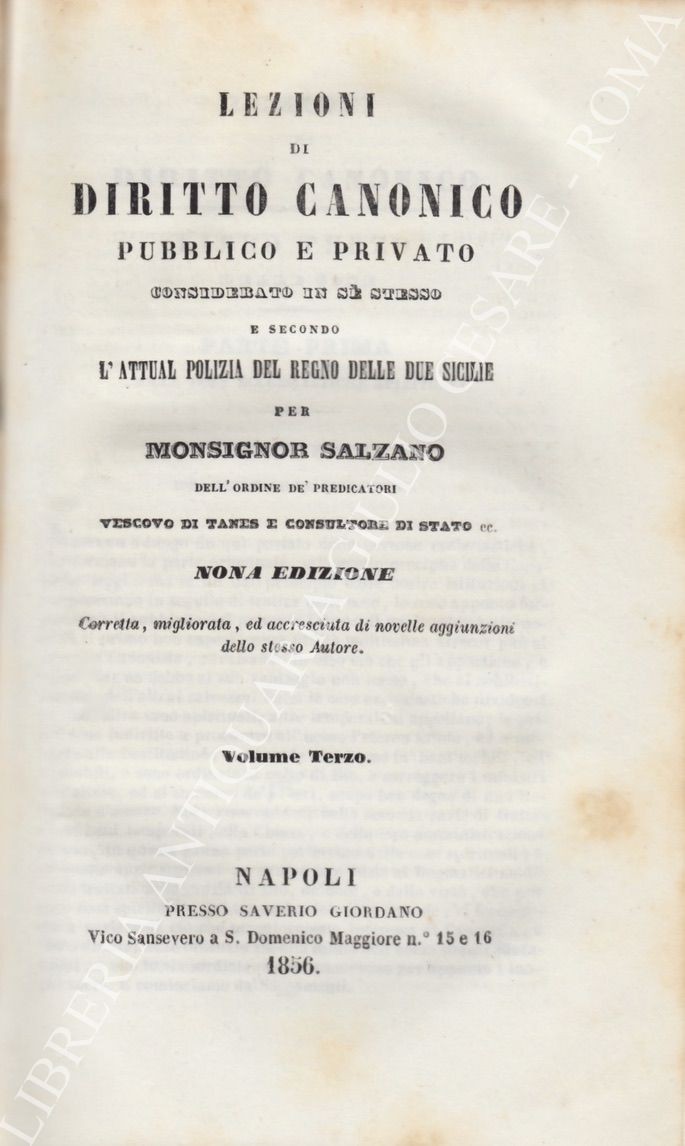 LEZIONI
DI
DIRITTO CANONICO
PUBBLICO E PRIVATO
CONSIDERATO IN SÈ STESSO
E SECONDO
L' ATTUAL POLIZIA DEL REGNO DELLE DUE SICILIE
PER
MONSIGNOR SALZANO
DELL' ORDINE DE' PREDICATORI
VESCOVO DI TANES E CONSULTORE DI STATO ec.
NONA EDIZIONE
Corretta, migliorata, ed accresciuta di novelle aggiunzioni
dello stesso Autore.
Volume Terzo.
NAPOLI
PRESSO SAVERIO GIORDANO
Vico Sansevero a S. Domenico Maggiore n.° 15 e 16
1856.
LIBRERIA ANTIQUARIA GIULIO CESARE - ROMA